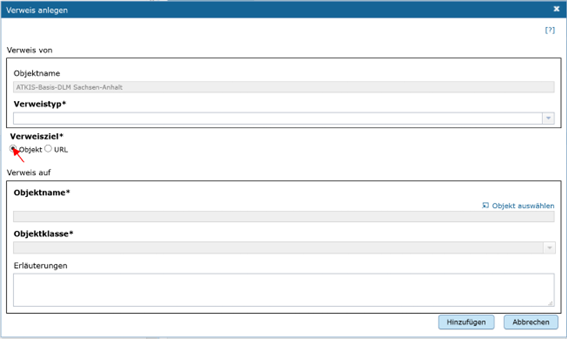 Verweis anlegen
[?]
Verweis von
Objektname
ATKIS-Basis-DLM Sachsen-Anhalt
Verweistyp*
Verweisziel*
Objekt URL
Verweis auf
Objektname*
Objekt auswählen
Objektklasse*
Erläuterungen
Hinzufügen Abbrechen